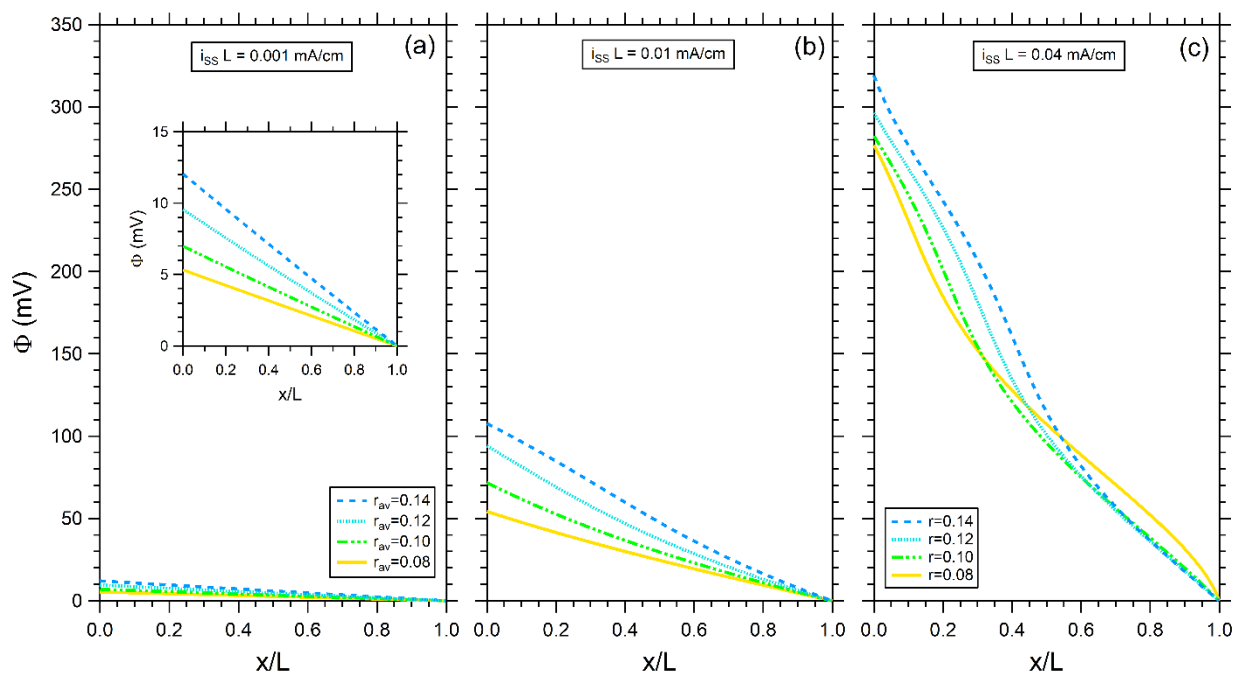 (a)
i_SS L = 0.001 mA/cm
Φ (mV)
350
300
250
200
150
100
50
0
0.0 0.2 0.4 0.6 0.8 1.0
x/L
Φ (mV)
15
10
5
0
0.0 0.2 0.4 0.6 0.8 1.0
x/L
r_av=0.14
r_av=0.12
r_av=0.10
r_av=0.08
(b)
i_SS L = 0.01 mA/cm
0.0 0.2 0.4 0.6 0.8 1.0
x/L
(c)
i_SS L = 0.04 mA/cm
r=0.14
r=0.12
r=0.10
r=0.08
0.0 0.2 0.4 0.6 0.8 1.0
x/L